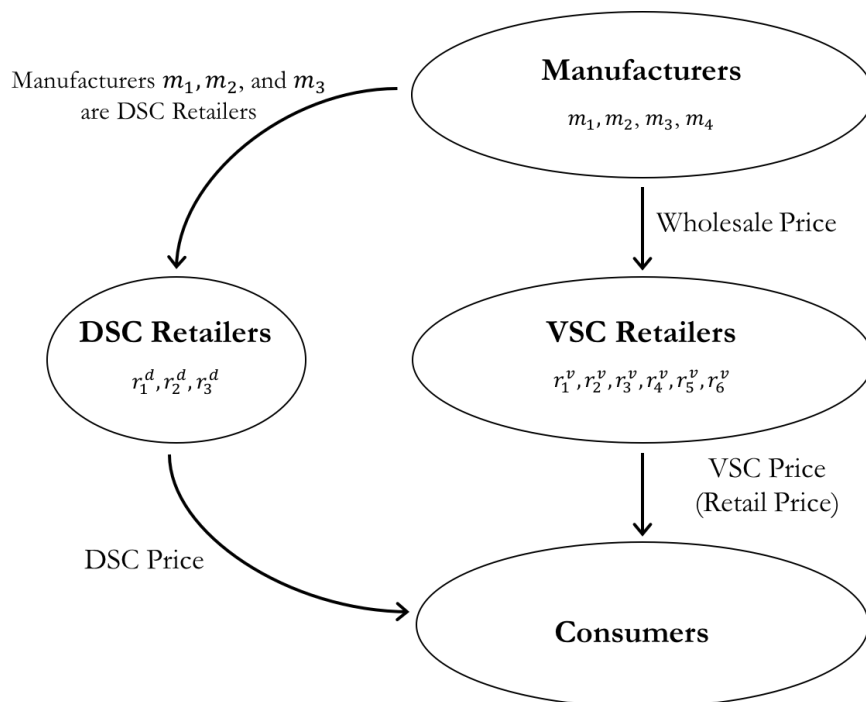 Manufacturers
m₁, m₂, m₃, m₄
Manufacturers m₁, m₂, and m₃
are DSC Retailers
Wholesale Price
DSC Retailers
r₁ᵈ, r₂ᵈ, r₃ᵈ
VSC Retailers
r₁ᵛ, r₂ᵛ, r₃ᵛ, r₄ᵛ, r₅ᵛ, r₆ᵛ
VSC Price
(Retail Price)
DSC Price
Consumers